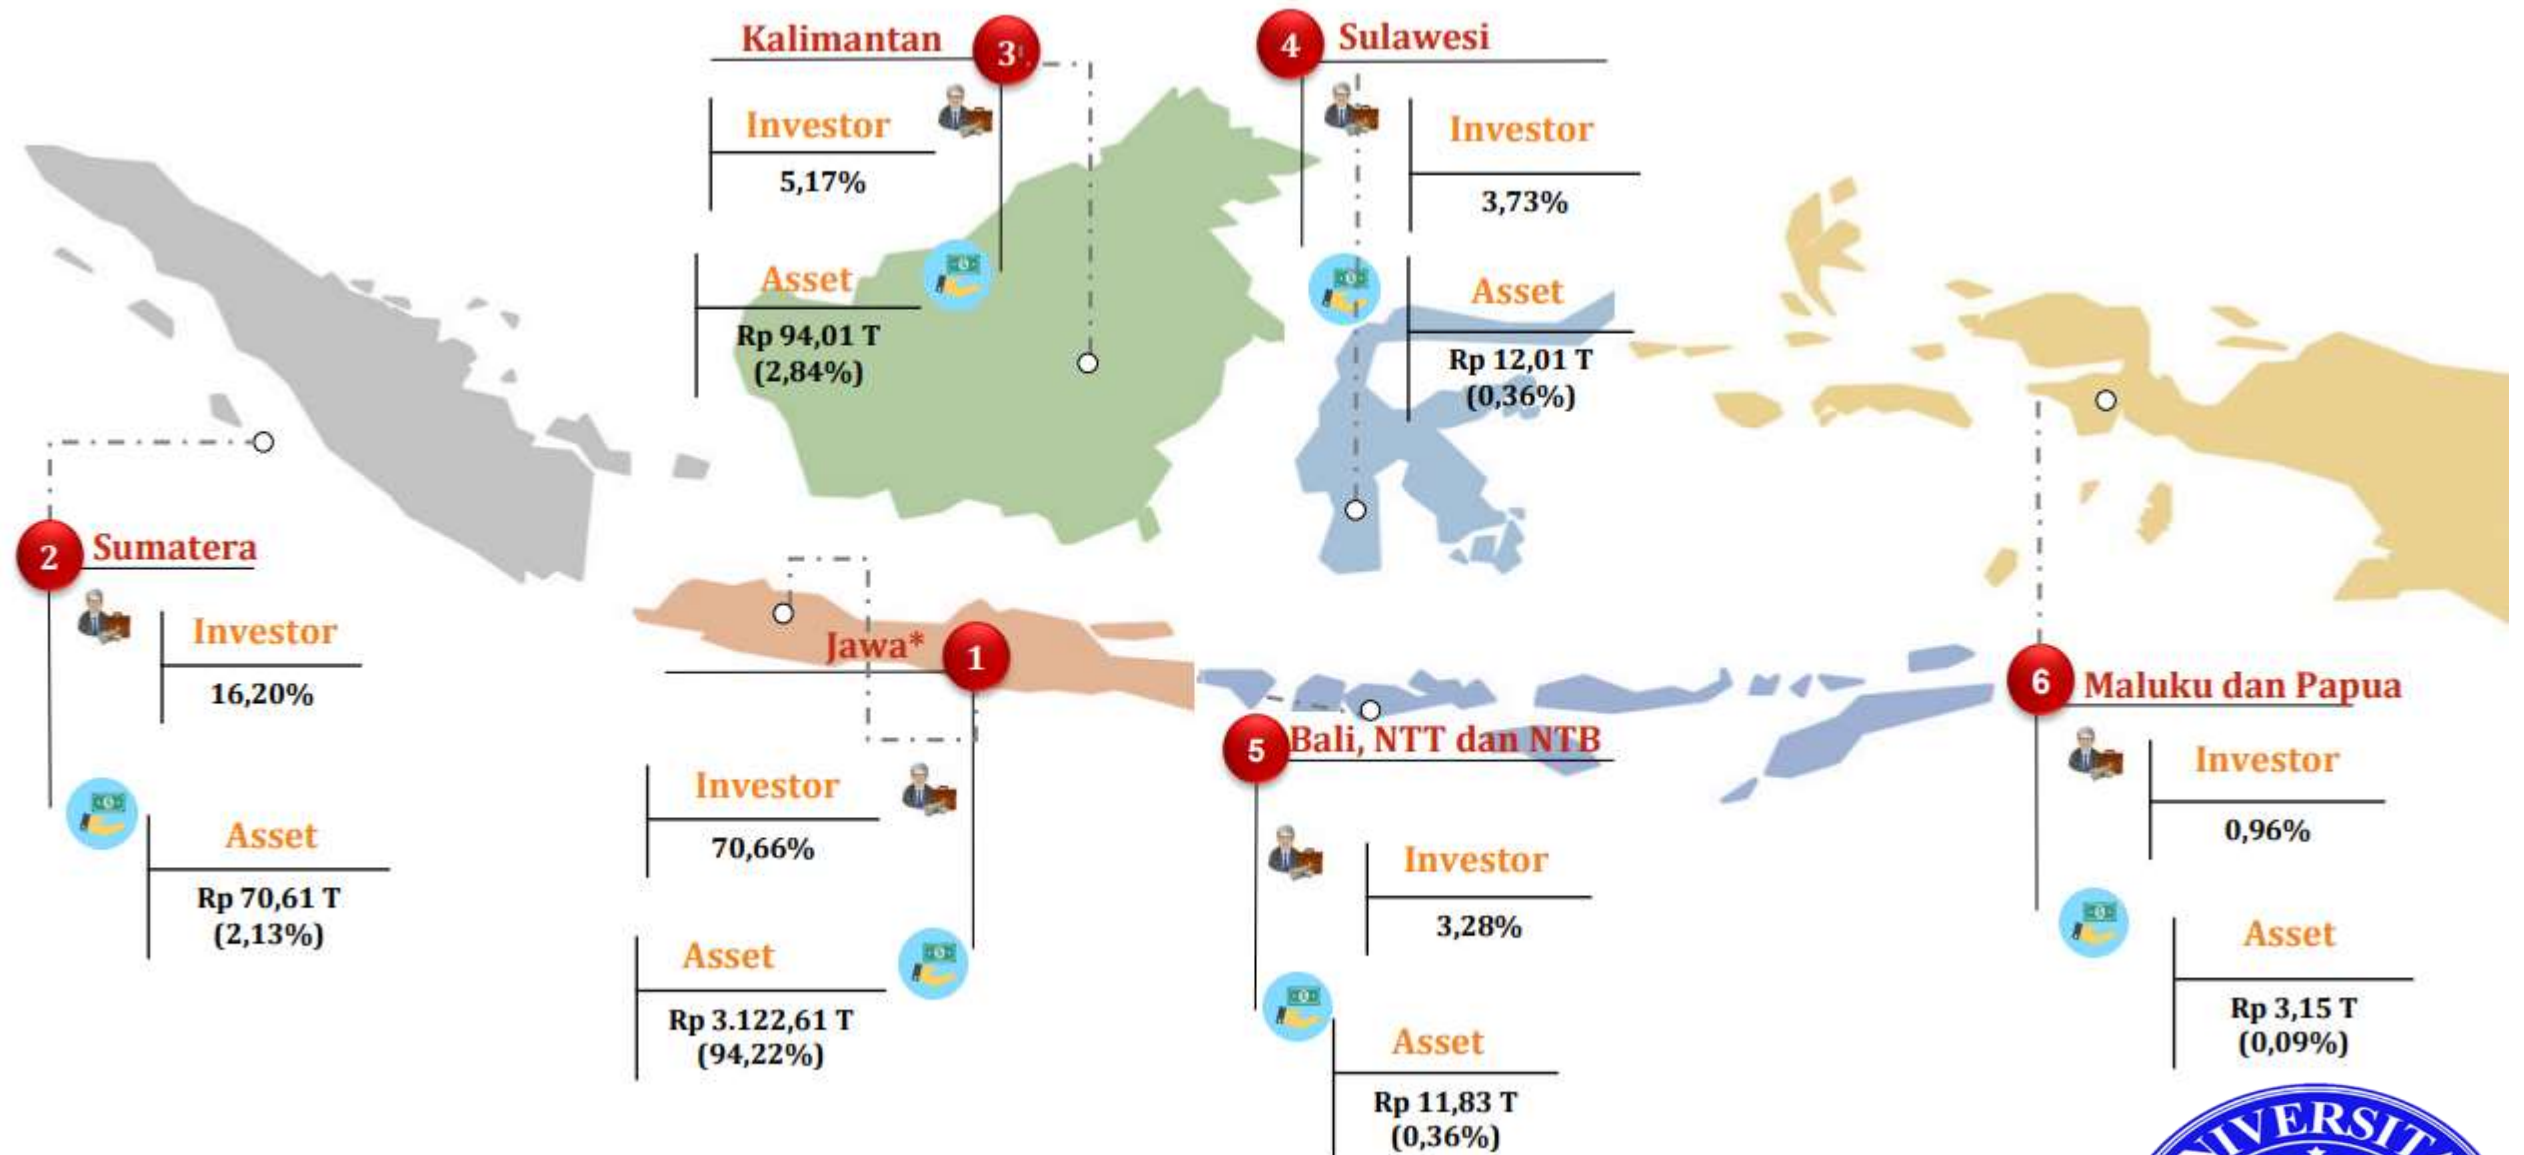 Kalimantan
3
Investor
5,17%
Asset
Rp 94,01 T
(2,84%)
4
Sulawesi
Investor
3,73%
Asset
Rp 12,01 T
(0,36%)
2
Sumatera
Investor
16,20%
Asset
Rp 70,61 T
(2,13%)
Jawa*
1
Investor
70,66%
Asset
Rp 3.122,61 T
(94,22%)
5
Bali, NTT dan NTB
Investor
3,28%
Asset
Rp 11,83 T
(0,36%)
6
Maluku dan Papua
Investor
0,96%
Asset
Rp 3,15 T
(0,09%)